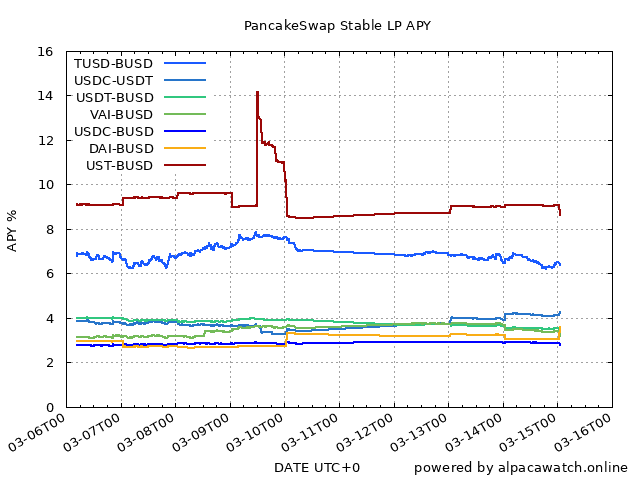 PancakeSwap Stable LP APY
TUSD-BUSD
USDC-USDT
USDT-BUSD
VAI-BUSD
USDC-BUSD
DAI-BUSD
UST-BUSD
16
14
12
10
8
6
4
2
0
APY %
03-06T00
03-07T00
03-08T00
03-09T00
03-10T00
03-11T00
03-12T00
03-13T00
03-14T00
03-15T00
03-16T00
DATE UTC+0
powered by alpacawatch.online